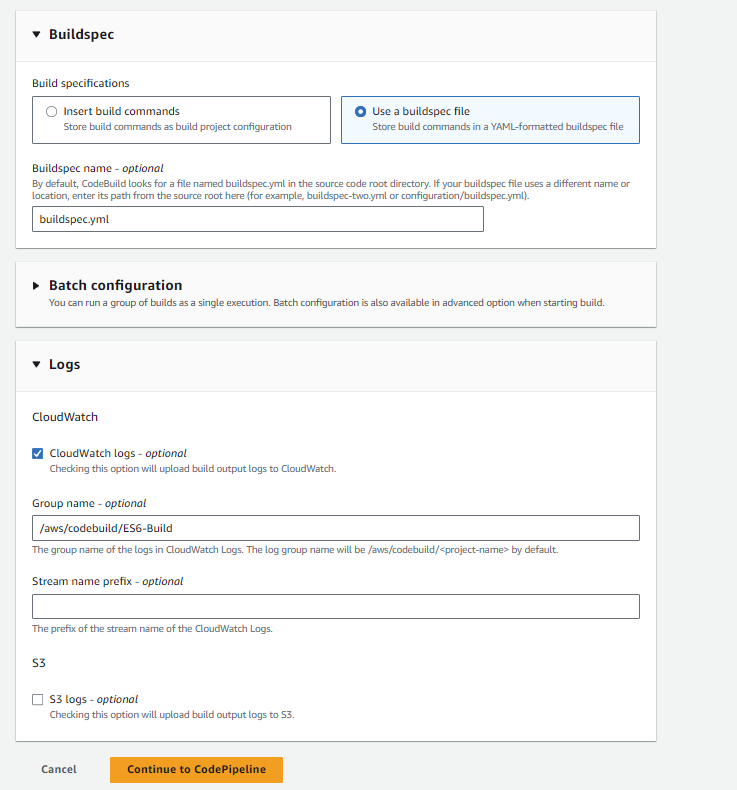 Buildspec
Build specifications
Insert build commands
Store build commands as build project configuration
Use a buildspec file
Store build commands in a YAML-formatted buildspec file
Buildspec name - optional
By default, CodeBuild looks for a file named buildspec.yml in the source code root directory. If your buildspec file uses a different name or
location, enter its path from the source root here (for example, buildspec-two.yml or configuration/buildspec.yml).
buildspec.yml
Batch configuration
You can run a group of builds as a single execution. Batch configuration is also available in advanced option when starting build.
Logs
CloudWatch
CloudWatch logs - optional
Checking this option will upload build output logs to CloudWatch.
Group name - optional
/aws/codebuild/ES6-Build
The group name of the logs in CloudWatch Logs. The log group name will be /aws/codebuild/<project-name> by default.
Stream name prefix - optional
The prefix of the stream name of the CloudWatch Logs.
S3
S3 logs - optional
Checking this option will upload build output logs to S3.
Cancel
Continue to CodePipeline